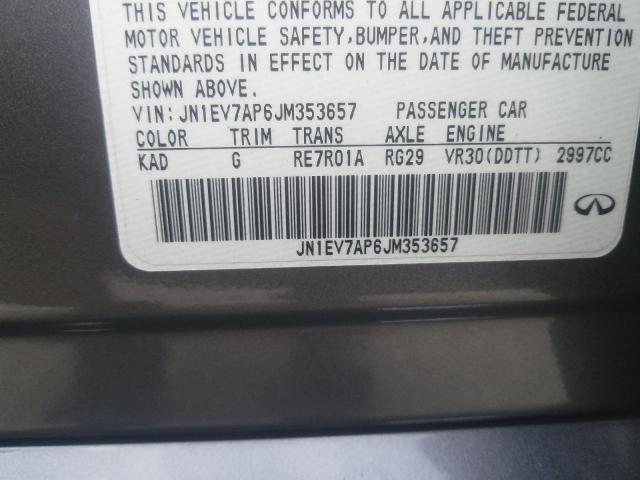 THIS VEHICLE CONFORMS TO ALL APPLICABLE FEDERAL
MOTOR VEHICLE SAFETY,BUMPER,AND THEFT PREVENTION
STANDARDS IN EFFECT ON THE DATE OF MANUFACTURE
SHOWN ABOVE.
VIN:JN1EV7AP6JM353657 PASSENGER CAR
COLOR TRIM TRANS AXLE ENGINE
KAD G RE7R01A RG29 VR30(DDTT) 2997CC
JN1EV7AP6JM353657